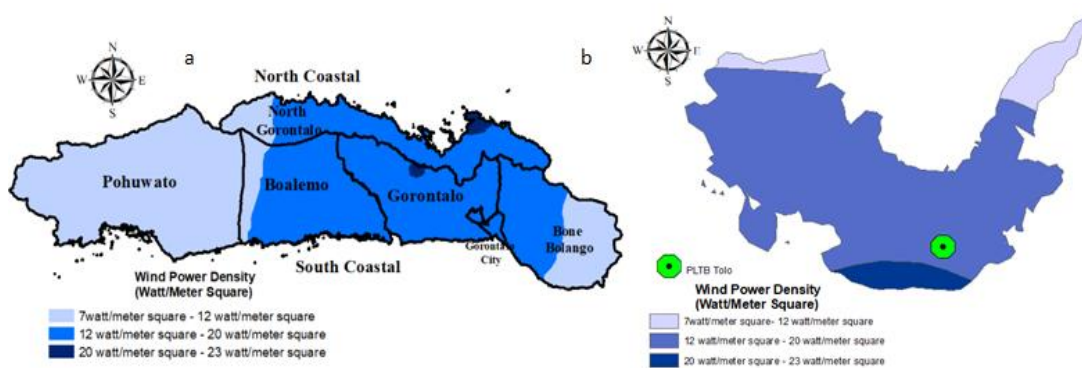 a
N
W E
S
North Coastal
North
Gorontalo
Pohuwato
Boalemo
Gorontalo
Bone
Bolango
Gorontalo
City
South Coastal
Wind Power Density
(Watt/Meter Square)
7watt/meter square - 12 watt/meter square
12 watt/meter square - 20 watt/meter square
20 watt/meter square - 23 watt/meter square
b
N
W
S
PLTB Tolo
Wind Power Density
(Watt/Meter Square)
7watt/meter square- 12 watt/meter square
12 watt/meter square - 20 watt/meter square
20 watt/meter square - 23 watt/meter square